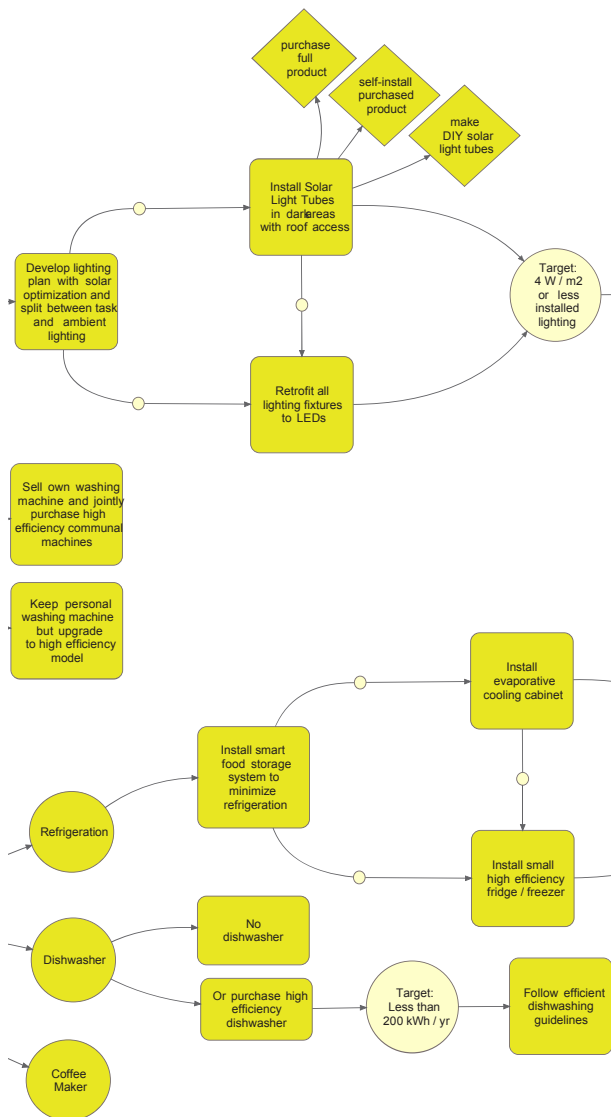 purchase
full
product
self-install
purchased
product
make
DIY solar
light tubes
Install Solar
Light Tubes
in dark areas
with roof access
Develop lighting
plan with solar
optimization and
split between task
and ambient
lighting
Target:
4 W / m2
or less
installed
lighting
Retrofit all
lighting fixtures
to LEDs
Sell own washing
machine and jointly
purchase high
efficiency communal
machines
Keep personal
washing machine
but upgrade
to high efficiency
model
Install
evaporative
cooling cabinet
Install smart
food storage
system to
minimize
refrigeration
Refrigeration
Install small
high efficiency
fridge / freezer
No
dishwasher
Dishwasher
Or purchase high
efficiency
dishwasher
Target:
Less than
200 kWh / yr
Follow efficient
dishwashing
guidelines
Coffee
Maker